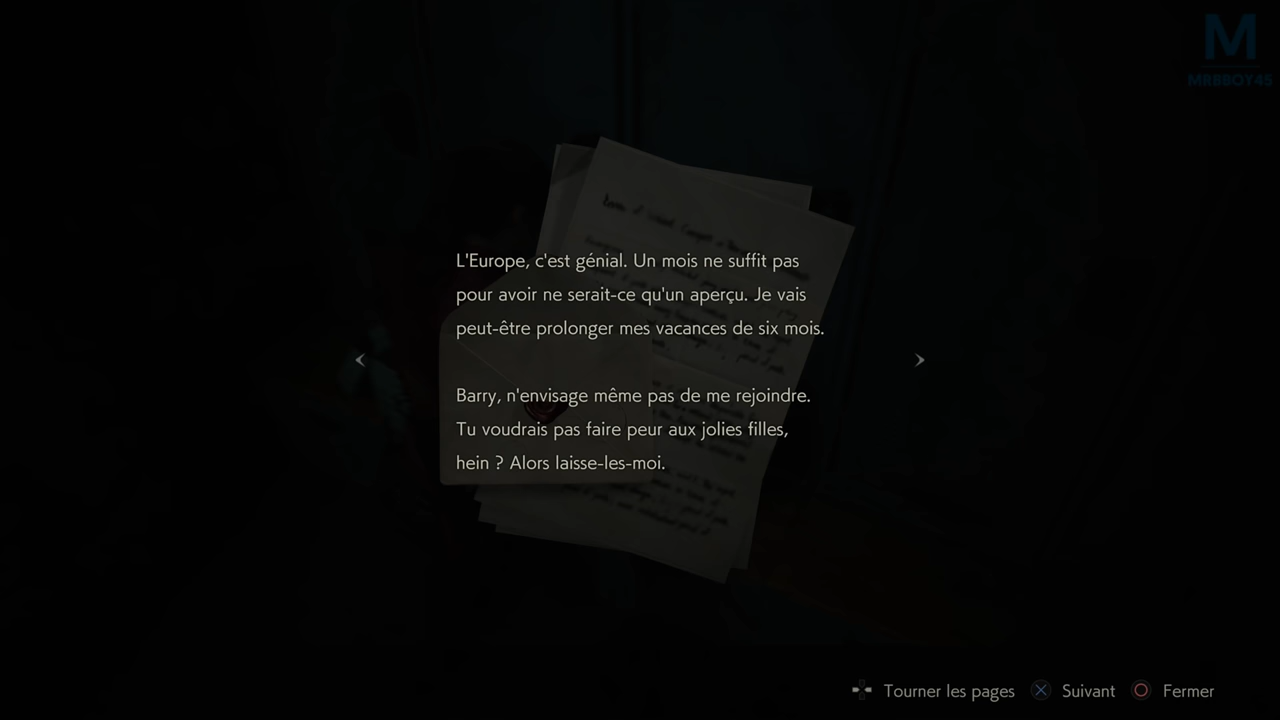 M
MRBBOY45
L'Europe, c'est génial. Un mois ne suffit pas
pour avoir ne serait-ce qu'un aperçu. Je vais
peut-être prolonger mes vacances de six mois.
Barry, n'envisage même pas de me rejoindre.
Tu voudrais pas faire peur aux jolies filles,
hein ? Alors laisse-les-moi.
Tourner les pages
Suivant
Fermer